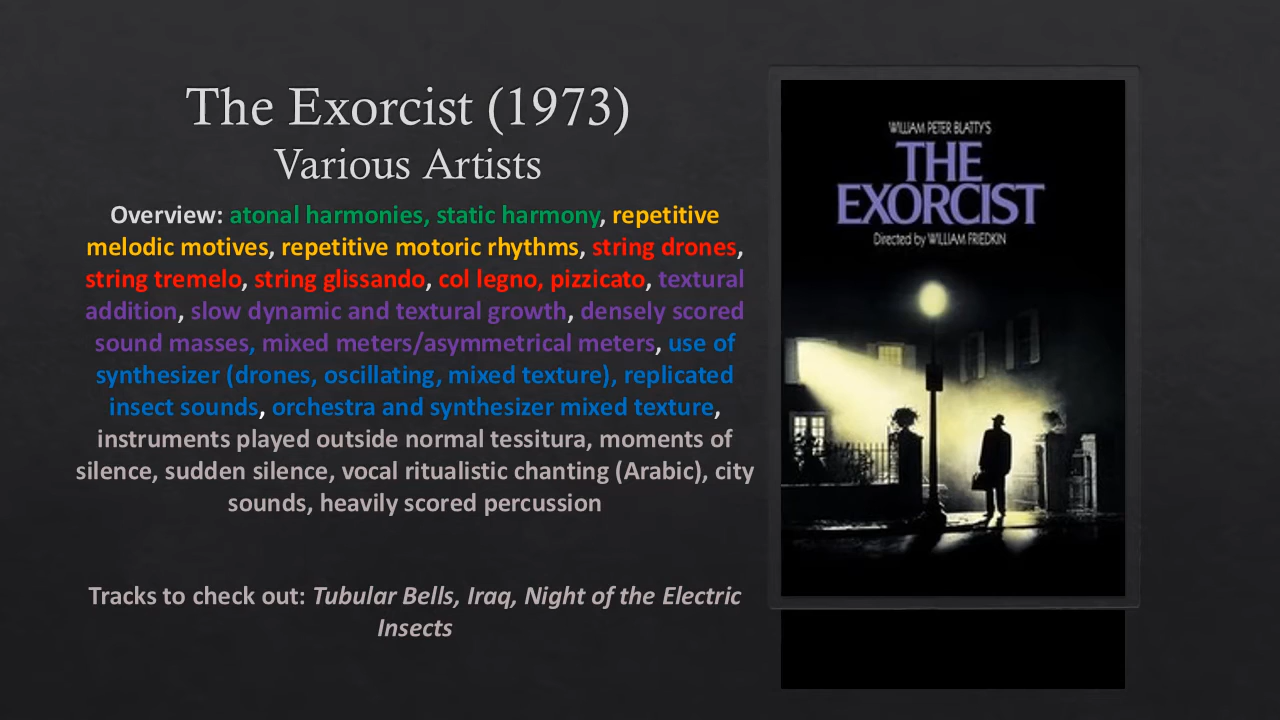 The Exorcist (1973)
Various Artists
Overview: atonal harmonies, static harmony, repetitive
melodic motives, repetitive motoric rhythms, string drones,
string tremelo, string glissando, col legno, pizzicato, textural
addition, slow dynamic and textural growth, densely scored
sound masses, mixed meters/asymmetrical meters, use of
synthesizer (drones, oscillating, mixed texture), replicated
insect sounds, orchestra and synthesizer mixed texture,
instruments played outside normal tessitura, moments of
silence, sudden silence, vocal ritualistic chanting (Arabic), city
sounds, heavily scored percussion
Tracks to check out: Tubular Bells, Iraq, Night of the Electric
Insects
WILLIAM PETER BLATTY'S
THE
EXORCIST
Directed by WILLIAM FRIEDKIN